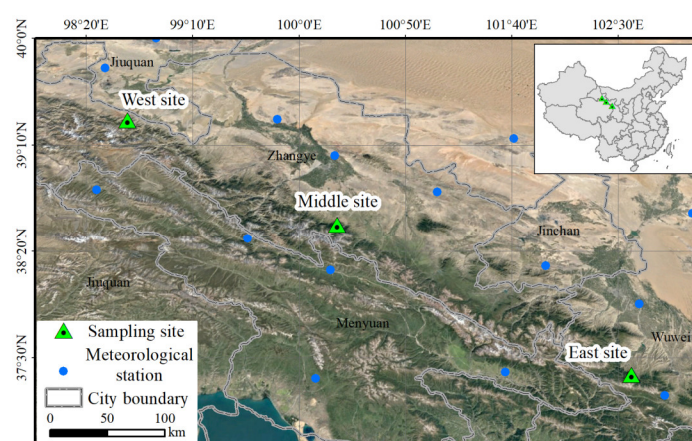 98°20'E 99°10'E 100°0'E 100°50'E 101°40'E 102°30'E
40°0'N
39°10'N
38°20'N
37°30'N
Jiuquan
West site
Zhangye
Middle site
Jinchan
Jiuquan
Menyuan
Wuwei
East site
Sampling site
Meteorological
station
City boundary
0 50 100
km